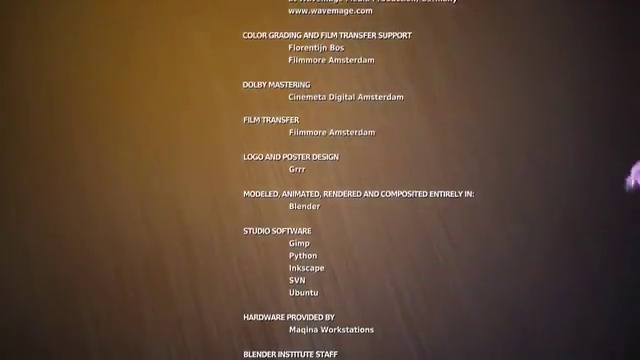 www.wavemage.com
COLOR GRADING AND FILM TRANSFER SUPPORT
Florentijn Bos
Filmmore Amsterdam
DOLBY MASTERING
Cinemeta Digital Amsterdam
FILM TRANSFER
Filmmore Amsterdam
LOGO AND POSTER DESIGN
Grrr
MODELED, ANIMATED, RENDERED AND COMPOSITED ENTIRELY IN:
Blender
STUDIO SOFTWARE
Gimp
Python
Inkscape
SVN
Ubuntu
HARDWARE PROVIDED BY
Maqina Workstations
BLENDER INSTITUTE STAFF